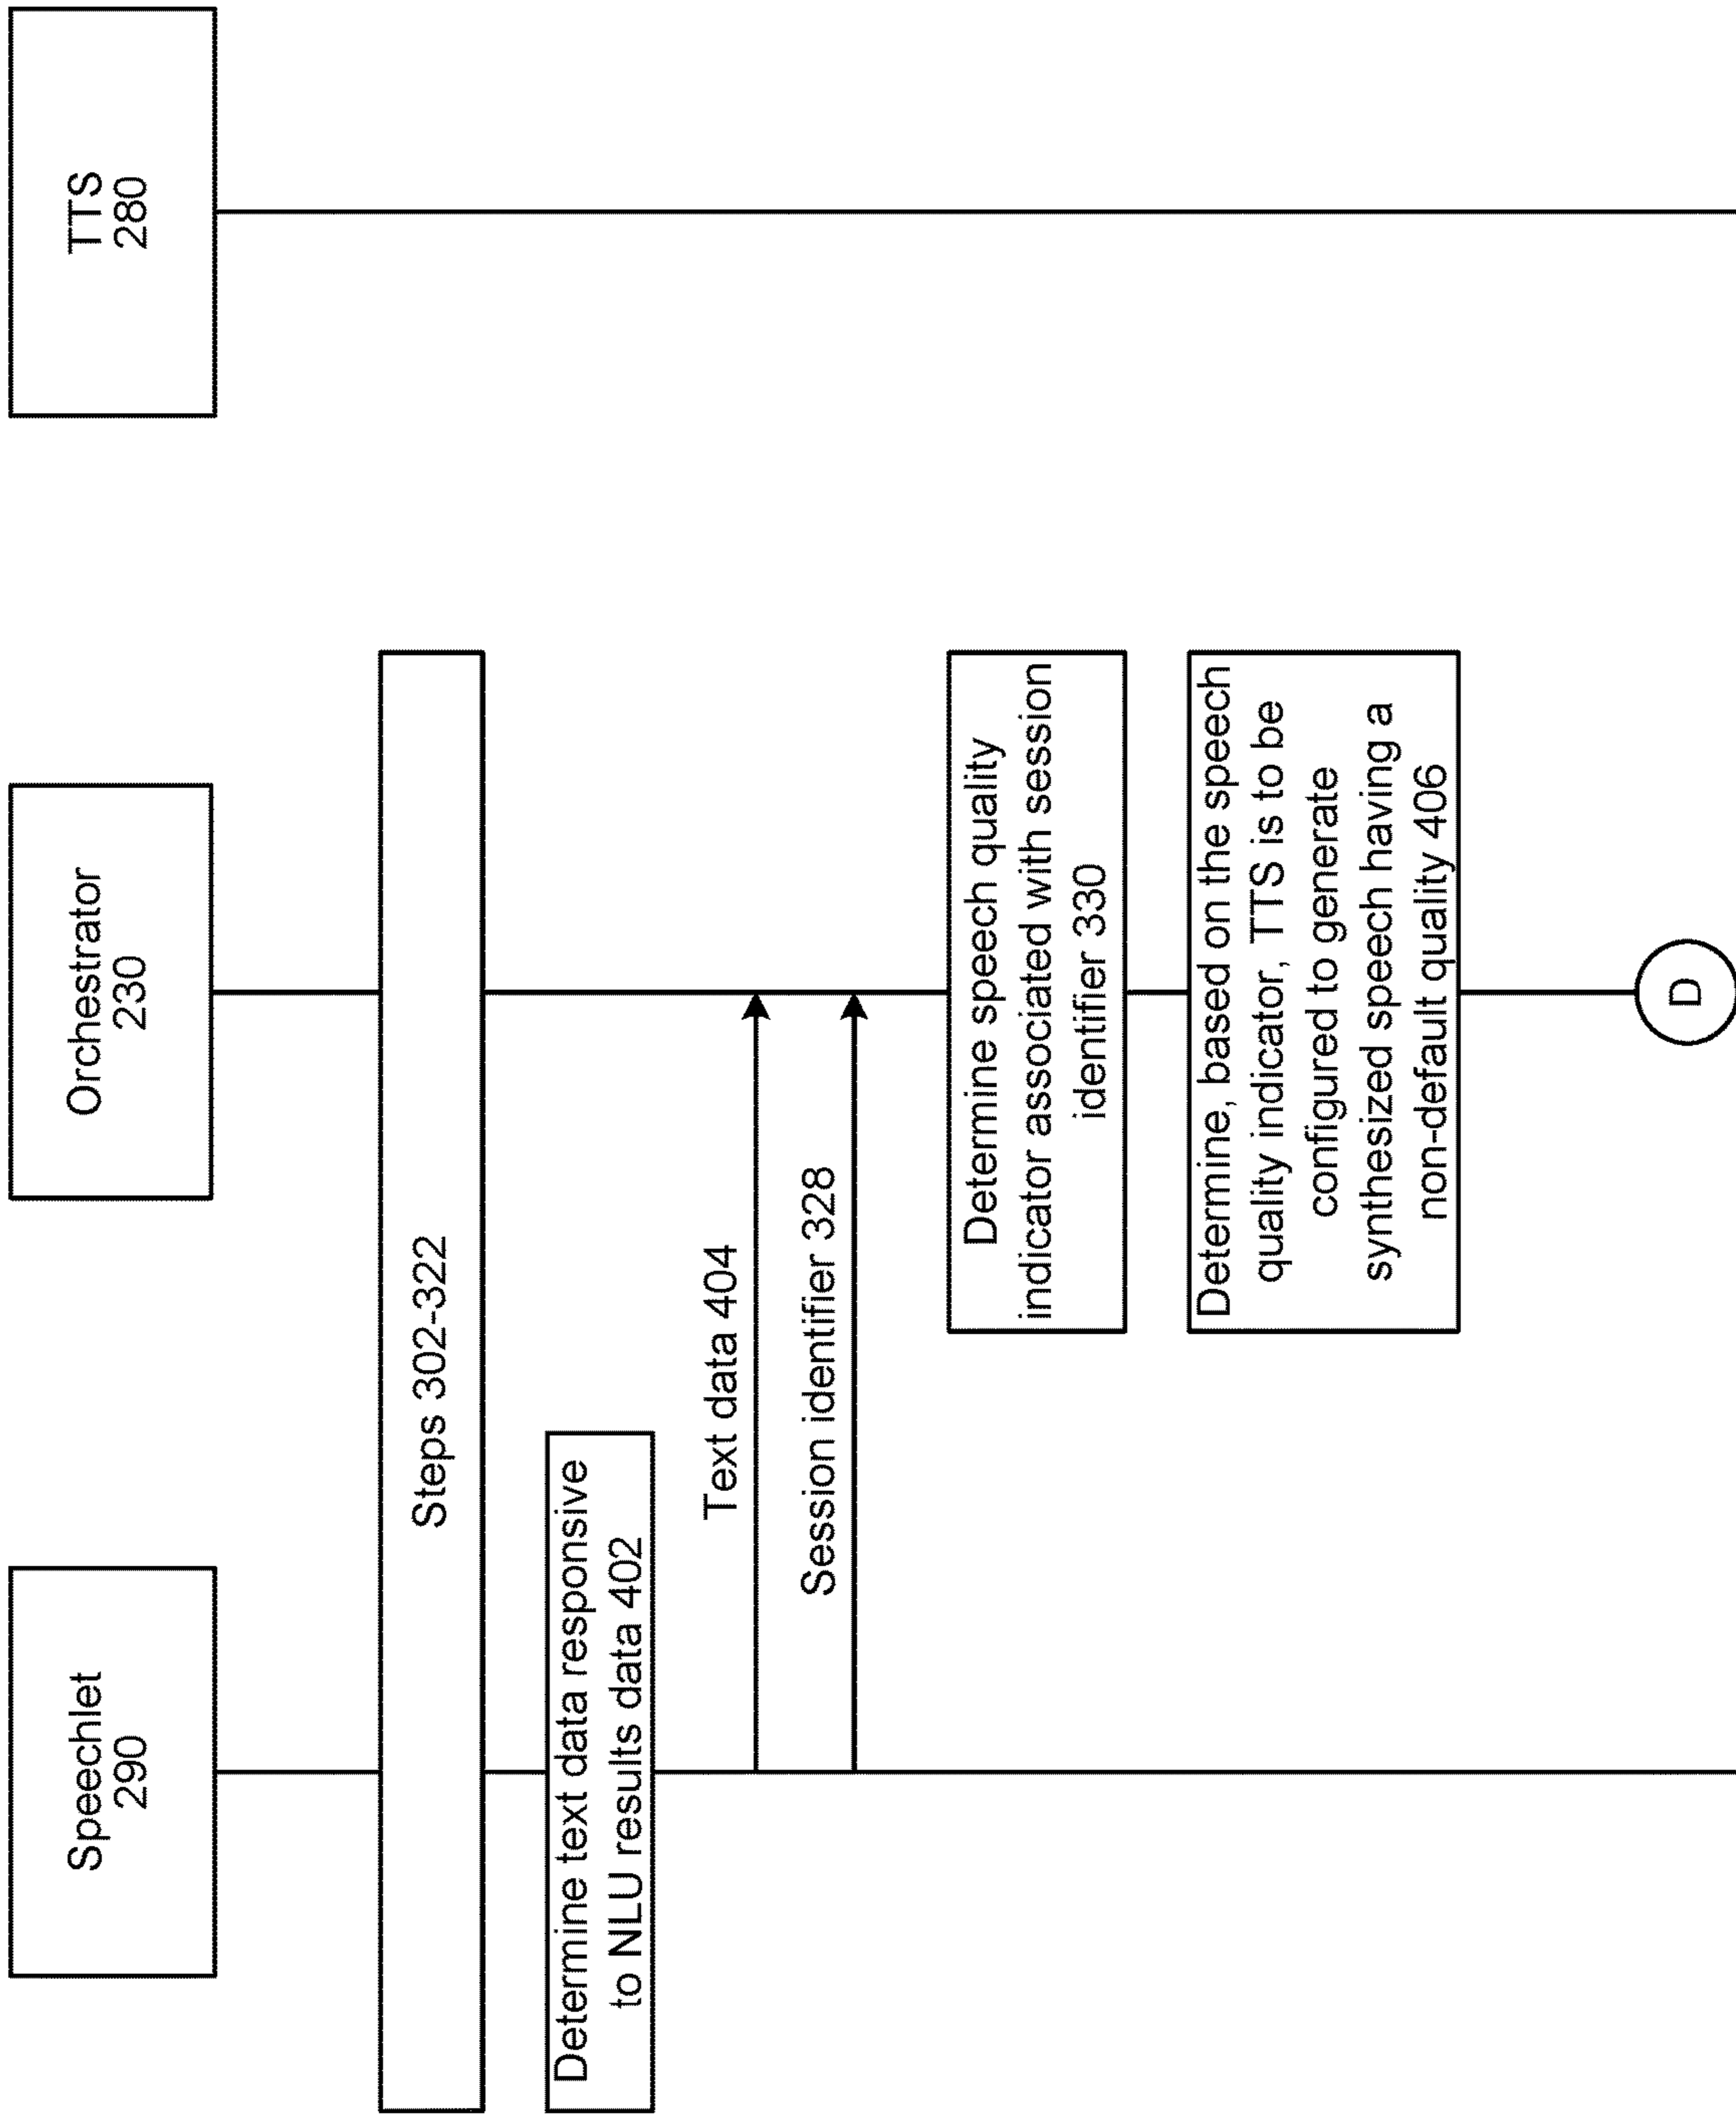 Speechlet
290
Orchestrator
230
TTS
280
Steps 302-322
Determine text data responsive
to NLU results data 402
Text data 404
Session identifier 328
Determine speech quality
indicator associated with session
identifier 330
Determine, based on the speech
quality indicator, TTS is to be
configured to generate
synthesized speech having a
non-default quality 406
D